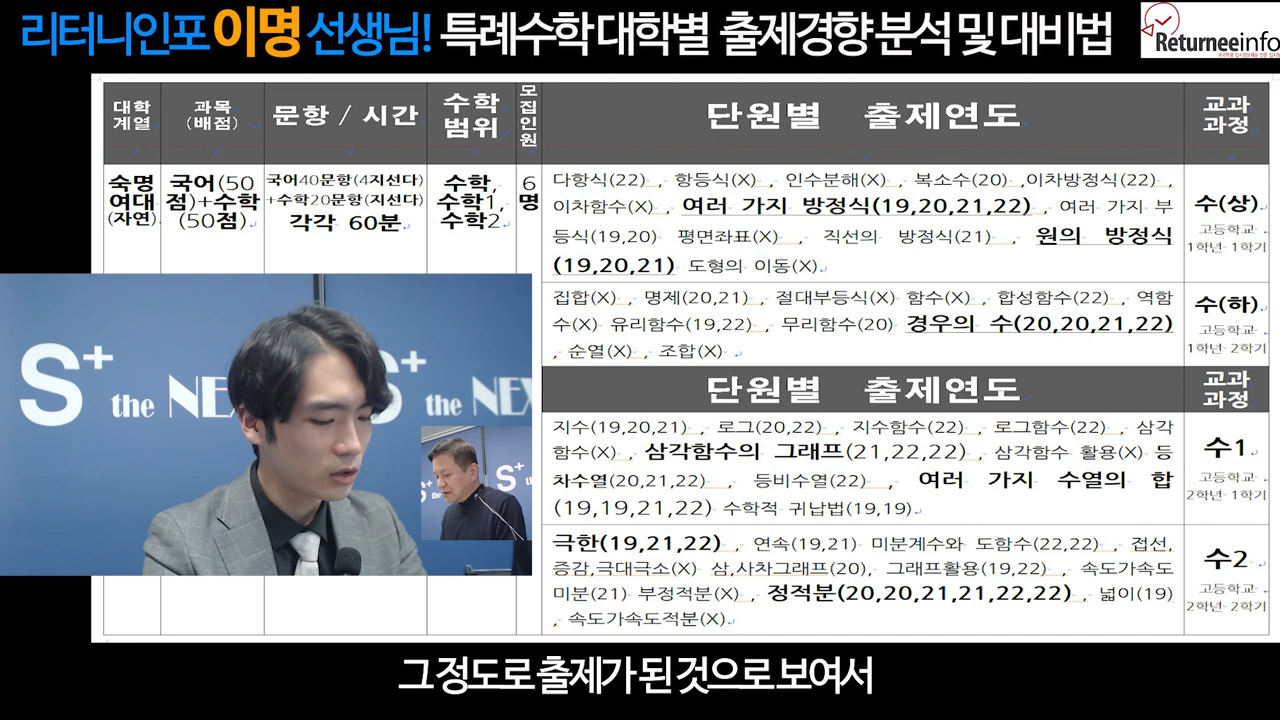 리터니인포 이명 선생님! 특례수학 대학별 출제경향 분석 및 대비법
Returneeinfo
대학
계열
과목
(배점)
문항 / 시간
수학
범위
모
집
인
원
단원별 출제연도
교과
과정
숙명
여대
(자연)
국어(50
점)+수학
(50점)
국어40문항(4지선다)
+수학20문항(지선다)
각각 60분
수학,
수학1,
수학2
6
명
다항식(22) , 항등식(X) , 인수분해(X) , 복소수(20) ,이차방정식(22) ,
이차함수(X) , 여러 가지 방정식(19,20,21,22) , 여러 가지 부
등식(19,20) 평면좌표(X) , 직선의 방정식(21) , 원의 방정식
(19,20,21) 도형의 이동(X)
수(상)
고등학교
1학년 1학기
집합(X) , 명제(20,21) , 절대부등식(X) 함수(X) , 합성함수(22) , 역함
수(X) 유리함수(19,22) , 무리함수(20) 경우의 수(20,20,21,22)
, 순열(X) , 조합(X)
수(하)
고등학교
1학년 2학기
단원별 출제연도
교과
과정
지수(19,20,21) , 로그(20,22) , 지수함수(22) , 로그함수(22) , 삼각
함수(X) , 삼각함수의 그래프(21,22,22) , 삼각함수 활용(X) 등
차수열(20,21,22) , 등비수열(22) , 여러 가지 수열의 합
(19,19,21,22) 수학적 귀납법(19,19)
수1
고등학교
2학년 1학기
극한(19,21,22) , 연속(19,21) 미분계수와 도함수(22,22) , 접선,
증감,극대극소(X) 삼,사차그래프(20), 그래프활용(19,22) , 속도가속도
미분(21) 부정적분(X) , 정적분(20,20,21,21,22,22) , 넓이(19)
, 속도가속도적분(X)
수2
고등학교
2학년 2학기
S+
the NEX
S+
the NEX
S+
그 정도로 출제가 된 것으로 보여서